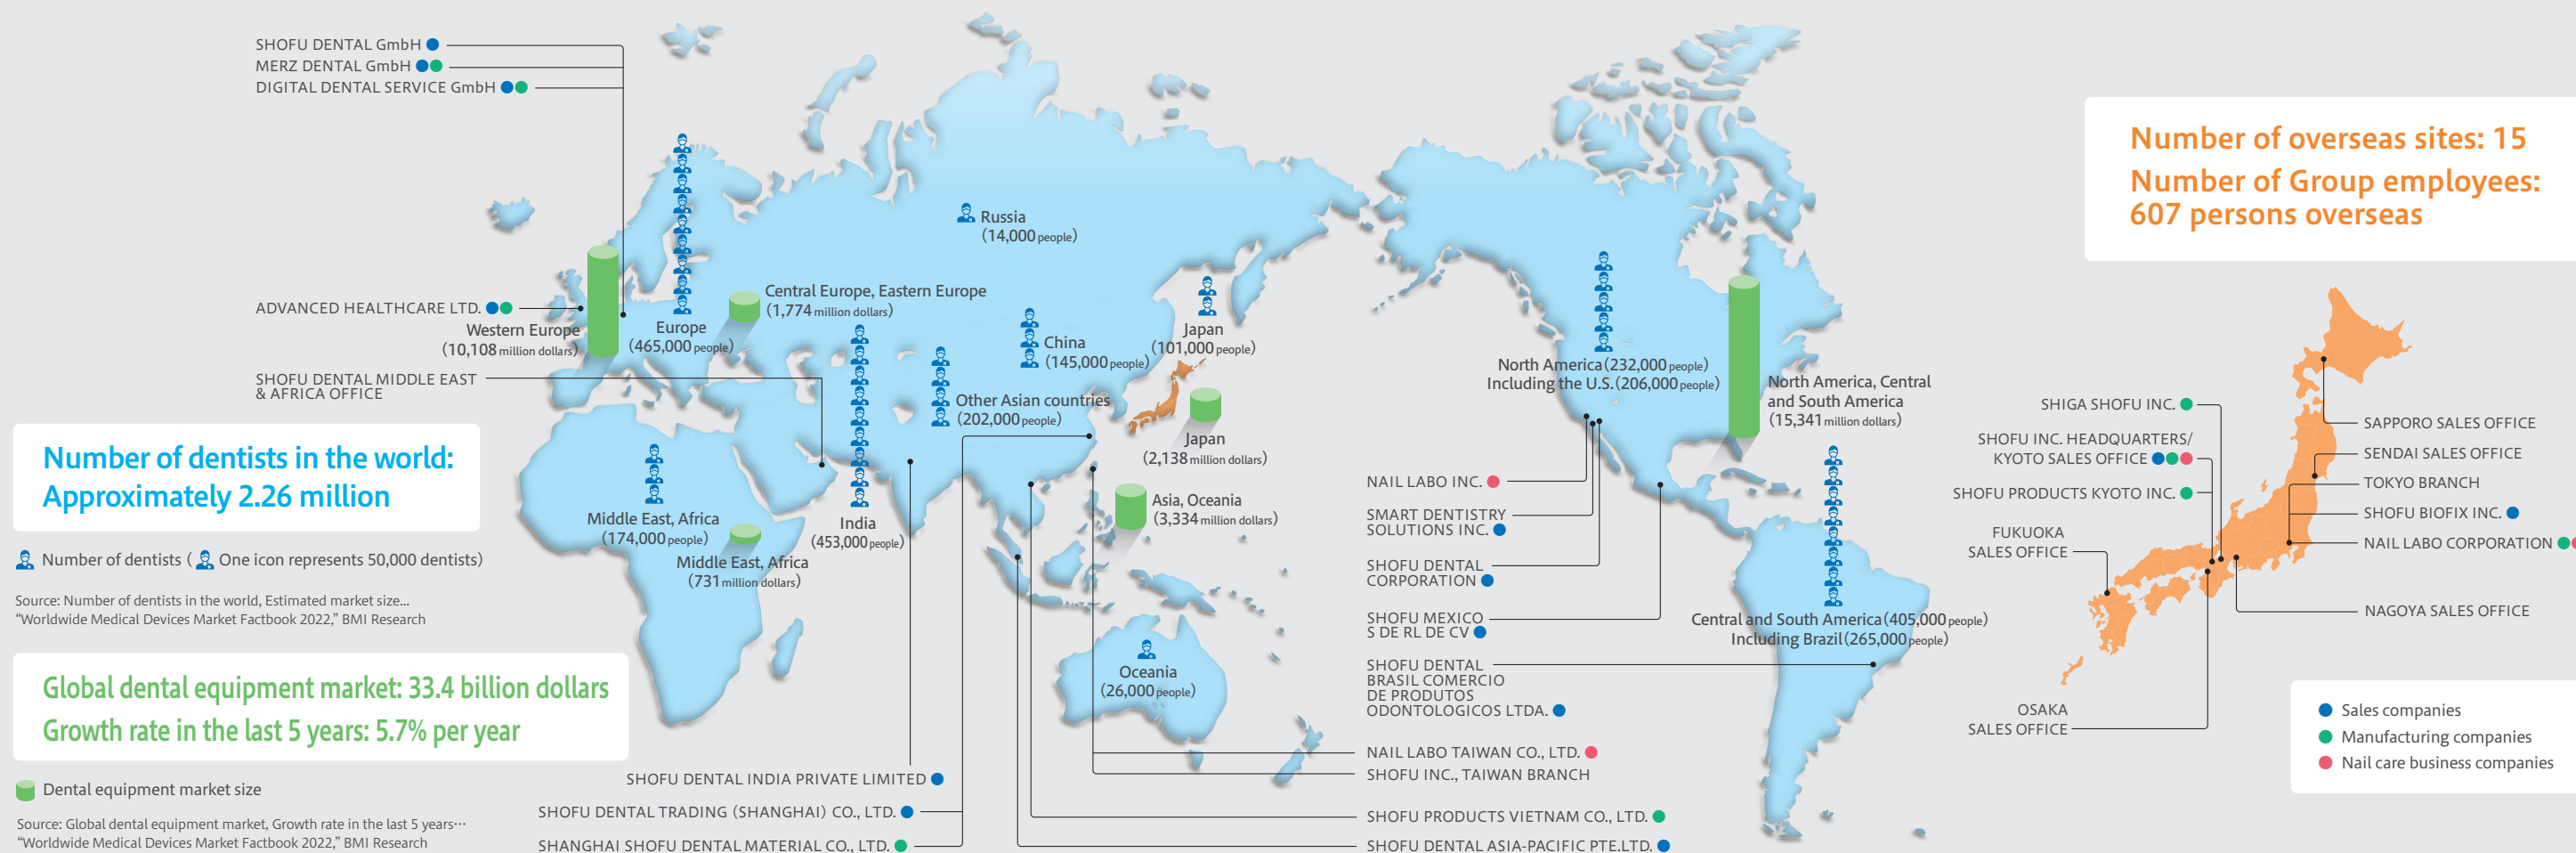 SHOFU DENTAL GmbH
MERZ DENTAL GmbH
DIGITAL DENTAL SERVICE GmbH
ADVANCED HEALTHCARE LTD.
Western Europe
(10,108 million dollars)
Europe
(465,000 people)
Central Europe, Eastern Europe
(1,774 million dollars)
SHOFU DENTAL MIDDLE EAST
& AFRICA OFFICE
Russia
(14,000 people)
China
(145,000 people)
Japan
(101,000 people)
Other Asian countries
(202,000 people)
Japan
(2,138 million dollars)
Asia, Oceania
(3,334 million dollars)
India
(453,000 people)
Middle East, Africa
(174,000 people)
Middle East, Africa
(731 million dollars)
Oceania
(26,000 people)
Number of dentists in the world:
Approximately 2.26 million
Number of dentists ( One icon represents 50,000 dentists)
Source: Number of dentists in the world, Estimated market size...
“Worldwide Medical Devices Market Factbook 2022,” BMI Research
Global dental equipment market: 33.4 billion dollars
Growth rate in the last 5 years: 5.7% per year
Dental equipment market size
Source: Global dental equipment market, Growth rate in the last 5 years…
“Worldwide Medical Devices Market Factbook 2022,” BMI Research
SHOFU DENTAL INDIA PRIVATE LIMITED
SHOFU DENTAL TRADING (SHANGHAI) CO., LTD.
SHANGHAI SHOFU DENTAL MATERIAL CO., LTD.
North America (232,000 people)
Including the U.S. (206,000 people)
North America, Central
and South America
(15,341 million dollars)
NAIL LABO INC.
SMART DENTISTRY
SOLUTIONS INC.
SHOFU DENTAL
CORPORATION
SHOFU MEXICO
S DE RL DE CV
Central and South America (405,000 people)
Including Brazil (265,000 people)
SHOFU DENTAL
BRASIL COMERCIO
DE PRODUTOS
ODONTOLOGICOS LTDA.
NAIL LABO TAIWAN CO., LTD.
SHOFU INC., TAIWAN BRANCH
SHOFU PRODUCTS VIETNAM CO., LTD.
SHOFU DENTAL ASIA-PACIFIC PTE.LTD.
Number of overseas sites: 15
Number of Group employees:
607 persons overseas
SHIGA SHOFU INC.
SHOFU INC. HEADQUARTERS/
KYOTO SALES OFFICE
SHOFU PRODUCTS KYOTO INC.
FUKUOKA
SALES OFFICE
OSAKA
SALES OFFICE
SAPPORO SALES OFFICE
SENDAI SALES OFFICE
TOKYO BRANCH
SHOFU BIOFIX INC.
NAIL LABO CORPORATION
NAGOYA SALES OFFICE
Sales companies
Manufacturing companies
Nail care business companies